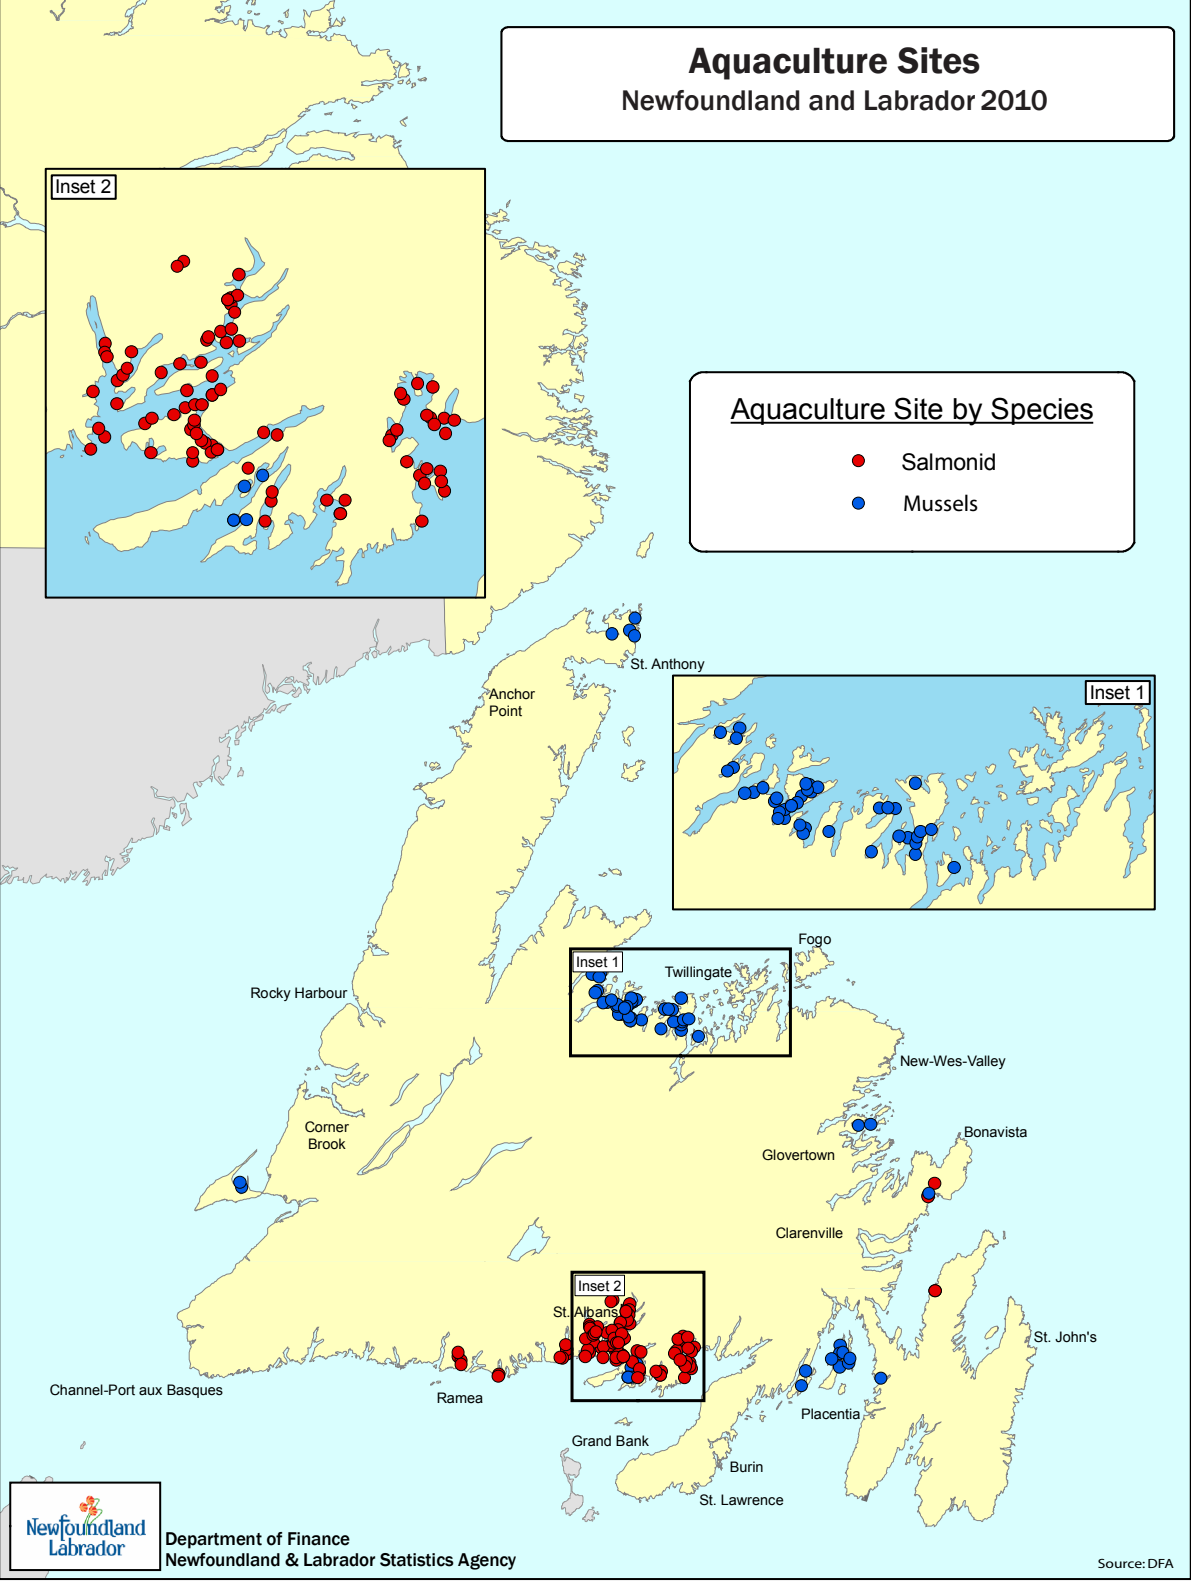 Aquaculture Sites
Newfoundland and Labrador 2010
Inset 2
Aquaculture Site by Species
Salmonid
Mussels
St. Anthony
Inset 1
Anchor
Point
Fogo
Inset 1
Twillingate
Rocky Harbour
New-Wes-Valley
Corner
Brook
Bonavista
Glovertown
Clarenville
Inset 2
St. Albans
St. John's
Channel-Port aux Basques
Ramea
Placentia
Grand Bank
Burin
St. Lawrence
Newfoundland
Labrador
Department of Finance
Newfoundland & Labrador Statistics Agency
Source: DFA